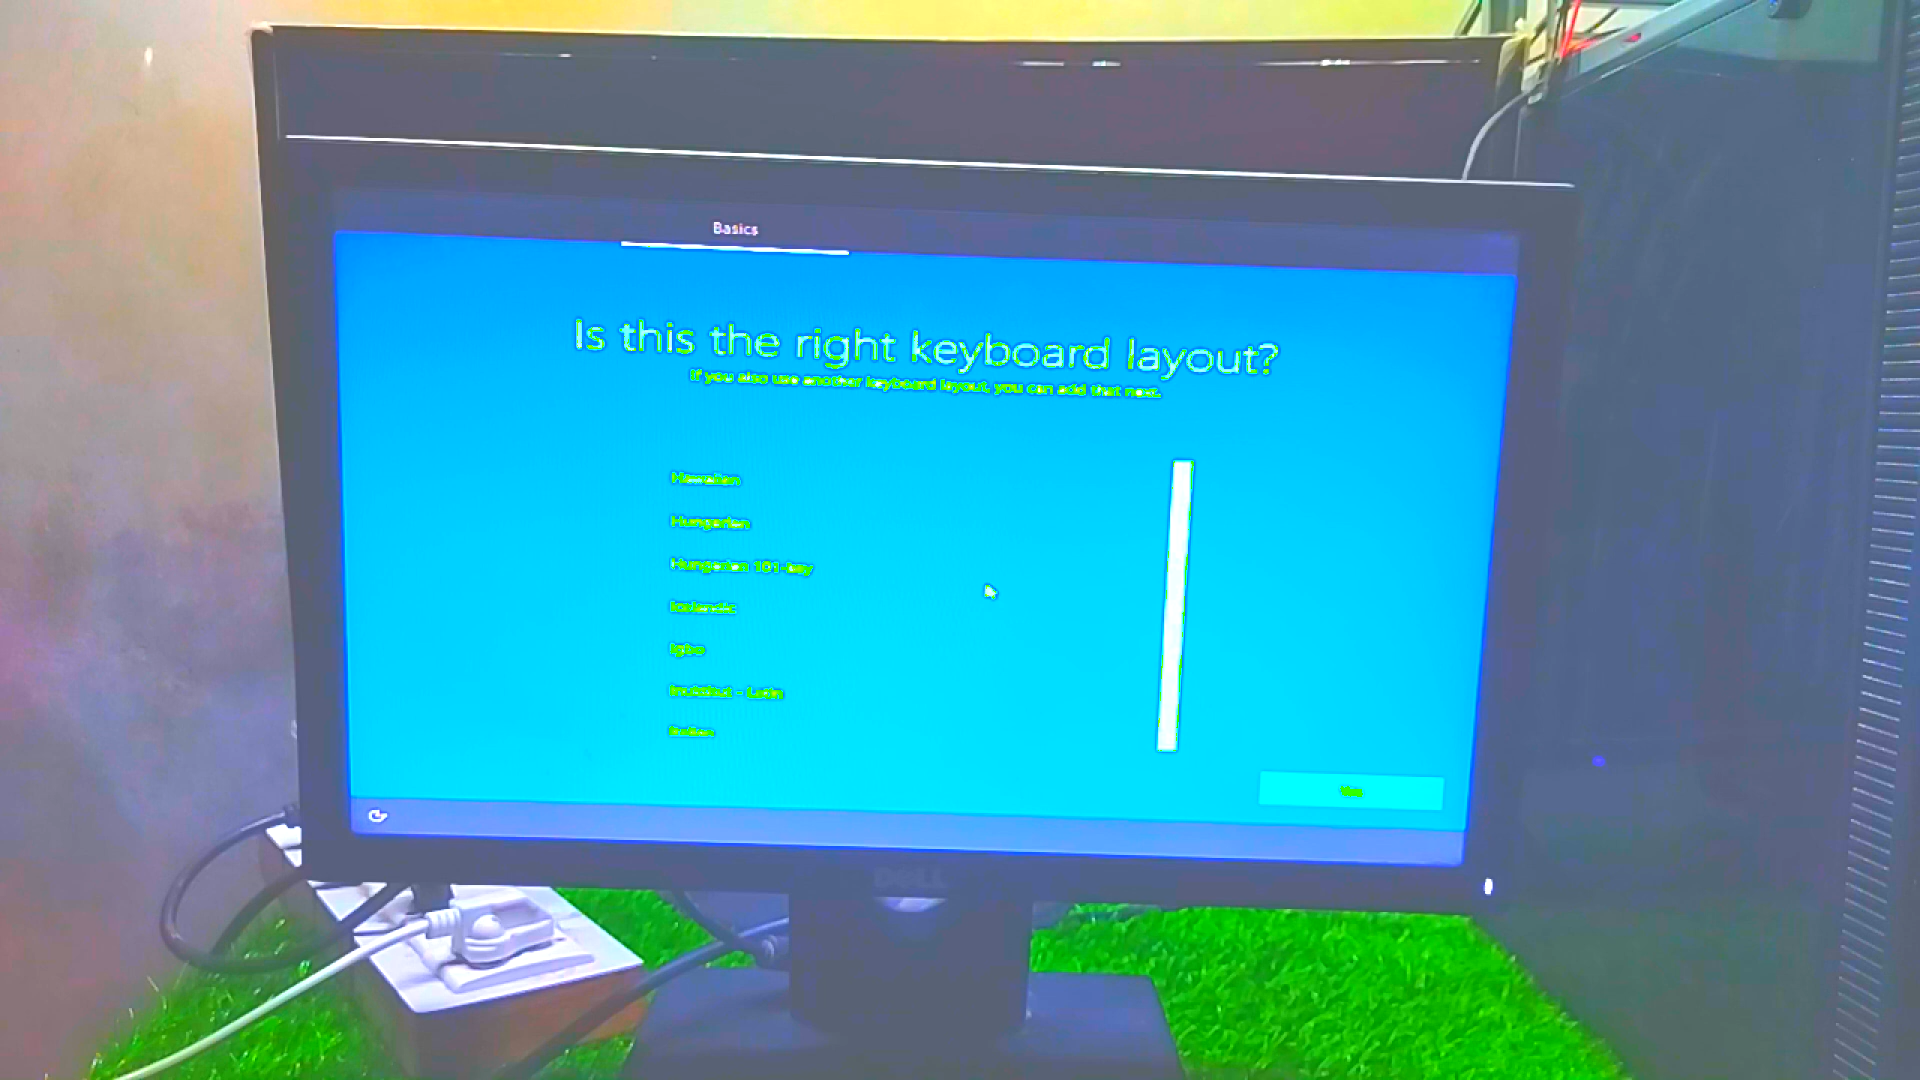 Basics
Is this the right keyboard layout?
If you also use another keyboard layout, you can add that next.
Hawaiian
Hungarian
Hungarian 101-key
Icelandic
Igbo
Inuktitut - Latin
Italian
Yes
DELL